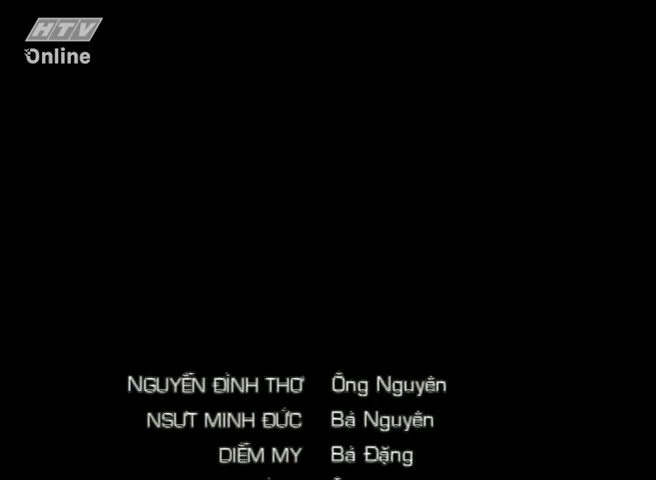 HTV
Online
NGUYỄN ĐÌNH THƠ Ông Nguyễn
NSƯT MINH ĐỨC Bà Nguyễn
DIỄM MY Bà Đặng